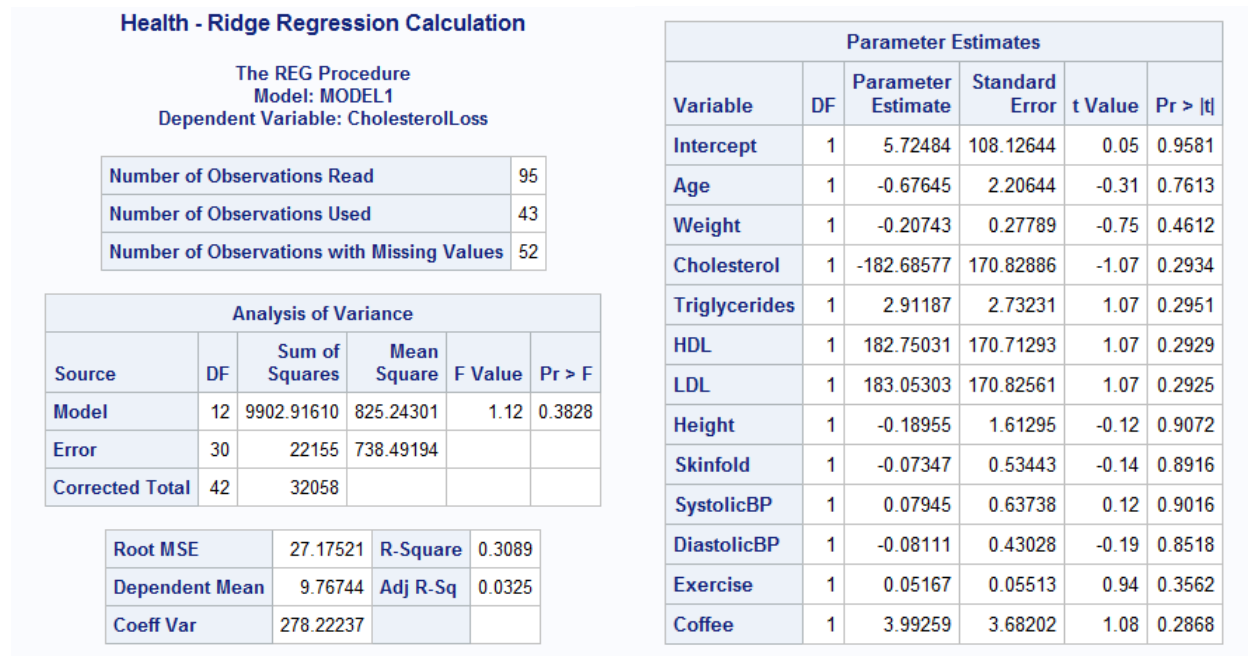 Health - Ridge Regression Calculation
The REG Procedure
Model: MODEL1
Dependent Variable: CholesterolLoss
Number of Observations Read 95
Number of Observations Used 43
Number of Observations with Missing Values 52
Analysis of Variance
Source DF Sum of Squares Mean Square F Value Pr > F
Model 12 9902.91610 825.24301 1.12 0.3828
Error 30 22155 738.49194
Corrected Total 42 32058
Root MSE 27.17521 R-Square 0.3089
Dependent Mean 9.76744 Adj R-Sq 0.0325
Coeff Var 278.22237
Parameter Estimates
Variable DF Parameter Estimate Standard Error t Value Pr > |t|
Intercept 1 5.72484 108.12644 0.05 0.9581
Age 1 -0.67645 2.20644 -0.31 0.7613
Weight 1 -0.20743 0.27789 -0.75 0.4612
Cholesterol 1 -182.68577 170.82886 -1.07 0.2934
Triglycerides 1 2.91187 2.73231 1.07 0.2951
HDL 1 182.75031 170.71293 1.07 0.2929
LDL 1 183.05303 170.82561 1.07 0.2925
Height 1 -0.18955 1.61295 -0.12 0.9072
Skinfold 1 -0.07347 0.53443 -0.14 0.8916
SystolicBP 1 0.07945 0.63738 0.12 0.9016
DiastolicBP 1 -0.08111 0.43028 -0.19 0.8518
Exercise 1 0.05167 0.05513 0.94 0.3562
Coffee 1 3.99259 3.68202 1.08 0.2868